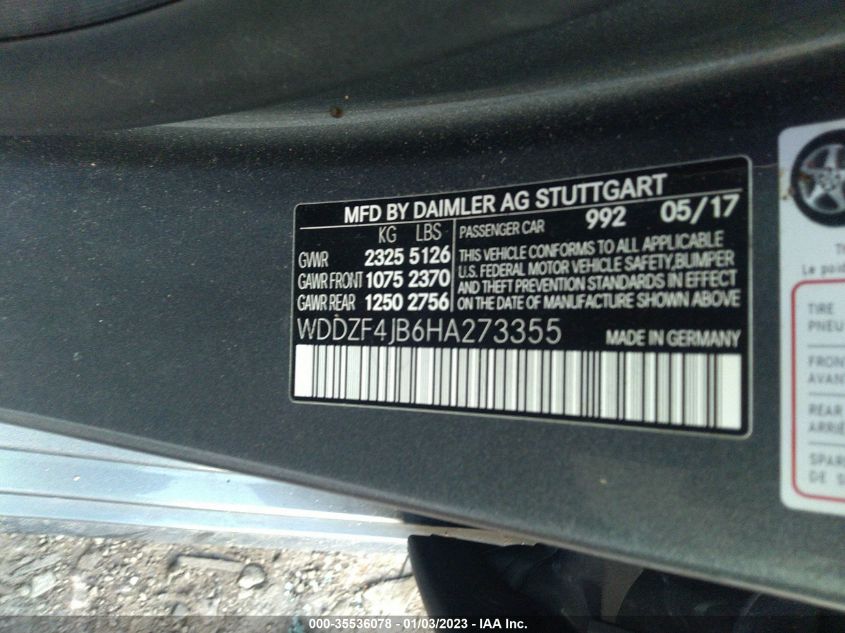 MFD BY DAIMLER AG STUTTGART
KG LBS
GVWR 2325 5126
GAWR FRONT 1075 2370
GAWR REAR 1250 2756
PASSENGER CAR 992 05/17
THIS VEHICLE CONFORMS TO ALL APPLICABLE
U.S. FEDERAL MOTOR VEHICLE SAFETY, BUMPER
AND THEFT PREVENTION STANDARDS IN EFFECT
ON THE DATE OF MANUFACTURE SHOWN ABOVE
WDDZF4JB6HA273355
MADE IN GERMANY
Le
TIRE
PNEU
FRON
AVAN
REAR
ARRIÈ
SPAR
DE S
000-35536078 - 01/03/2023 - IAA Inc.